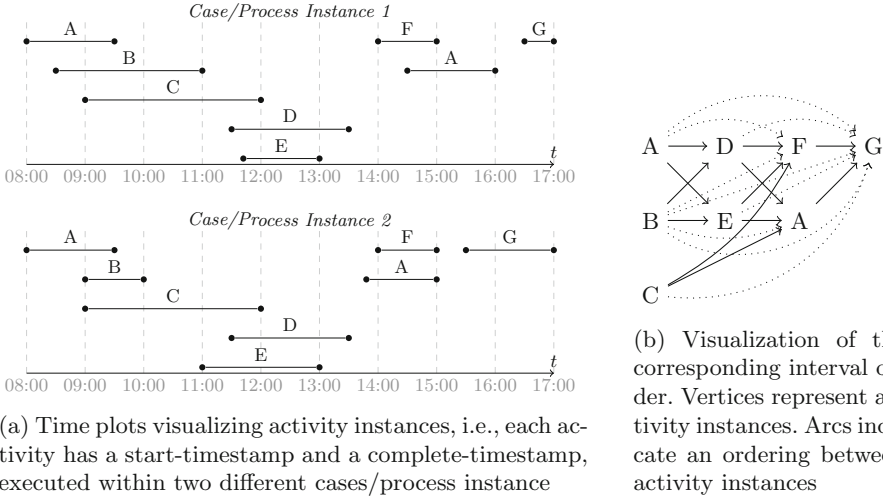 Case/Process Instance 1
A F G
B A
C
D
E
t
08:00 09:00 10:00 11:00 12:00 13:00 14:00 15:00 16:00 17:00
Case/Process Instance 2
A F G
B A
C
D
E
t
08:00 09:00 10:00 11:00 12:00 13:00 14:00 15:00 16:00 17:00
(a) Time plots visualizing activity instances, i.e., each ac-
tivity has a start-timestamp and a complete-timestamp,
executed within two different cases/process instance
A D F G
B E A
C
(b) Visualization of
corresponding interval
der. Vertices represent
tivity instances. Arcs
cate an ordering between
activity instances